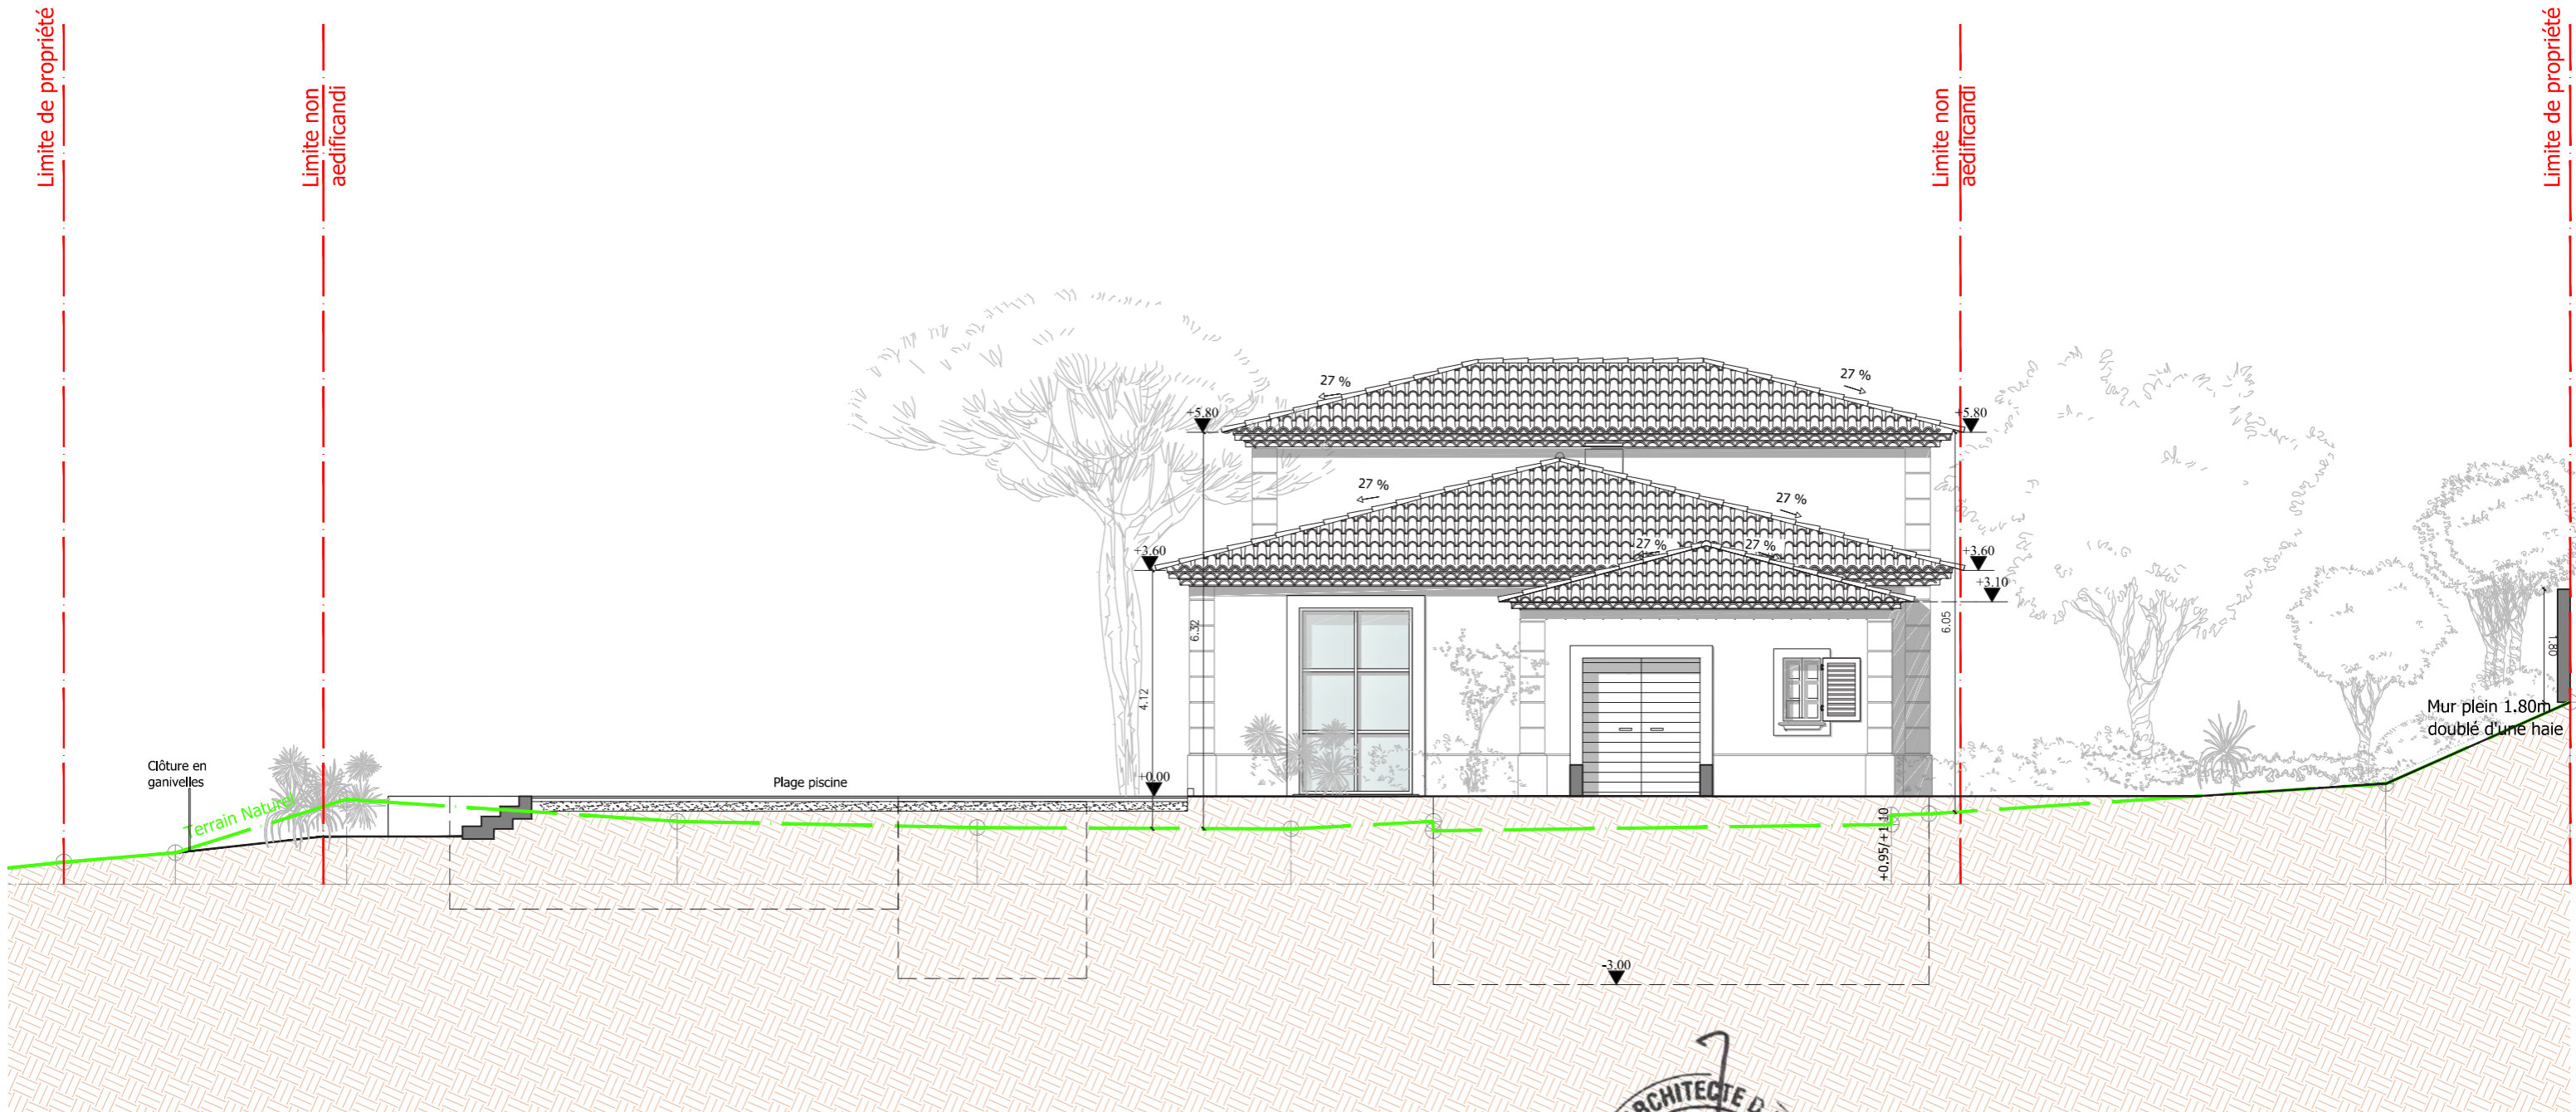 Limite de propriété
Limite non
aedificandi
Limite non
aedificandi
Limite de propriété
27 %
27 %
+5.80
+5.80
27 %
27 %
+3.60
27 %
27 %
+3.60
+3.10
6.32
6.05
1.80
4.12
Mur plein 1.80m
doublé d'une haie
Clôture en
ganivelles
Plage piscine
+0.00
Terrain Naturel
+0.95/+1.10
-3.00
ARCHITECTE D